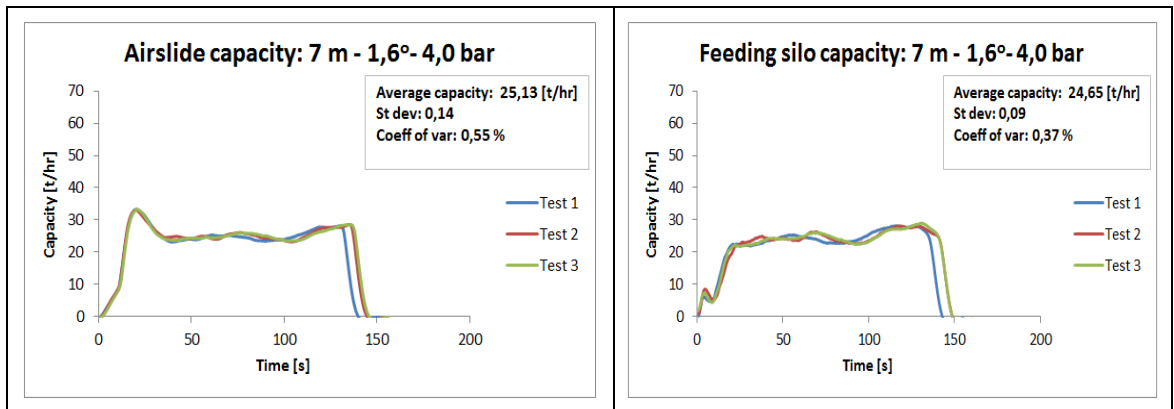 Airslide capacity: 7 m - 1,6º- 4,0 bar
Average capacity: 25,13 [t/hr]
St dev: 0,14
Coeff of var: 0,55 %
Capacity [t/hr]
70
60
50
40
30
20
10
0
0 50 100 150 200
Time [s]
Test 1
Test 2
Test 3
Feeding silo capacity: 7 m - 1,6º- 4,0 bar
Average capacity: 24,65 [t/hr]
St dev: 0,09
Coeff of var: 0,37 %
Capacity [t/hr]
70
60
50
40
30
20
10
0
0 50 100 150 200
Time [s]
Test 1
Test 2
Test 3